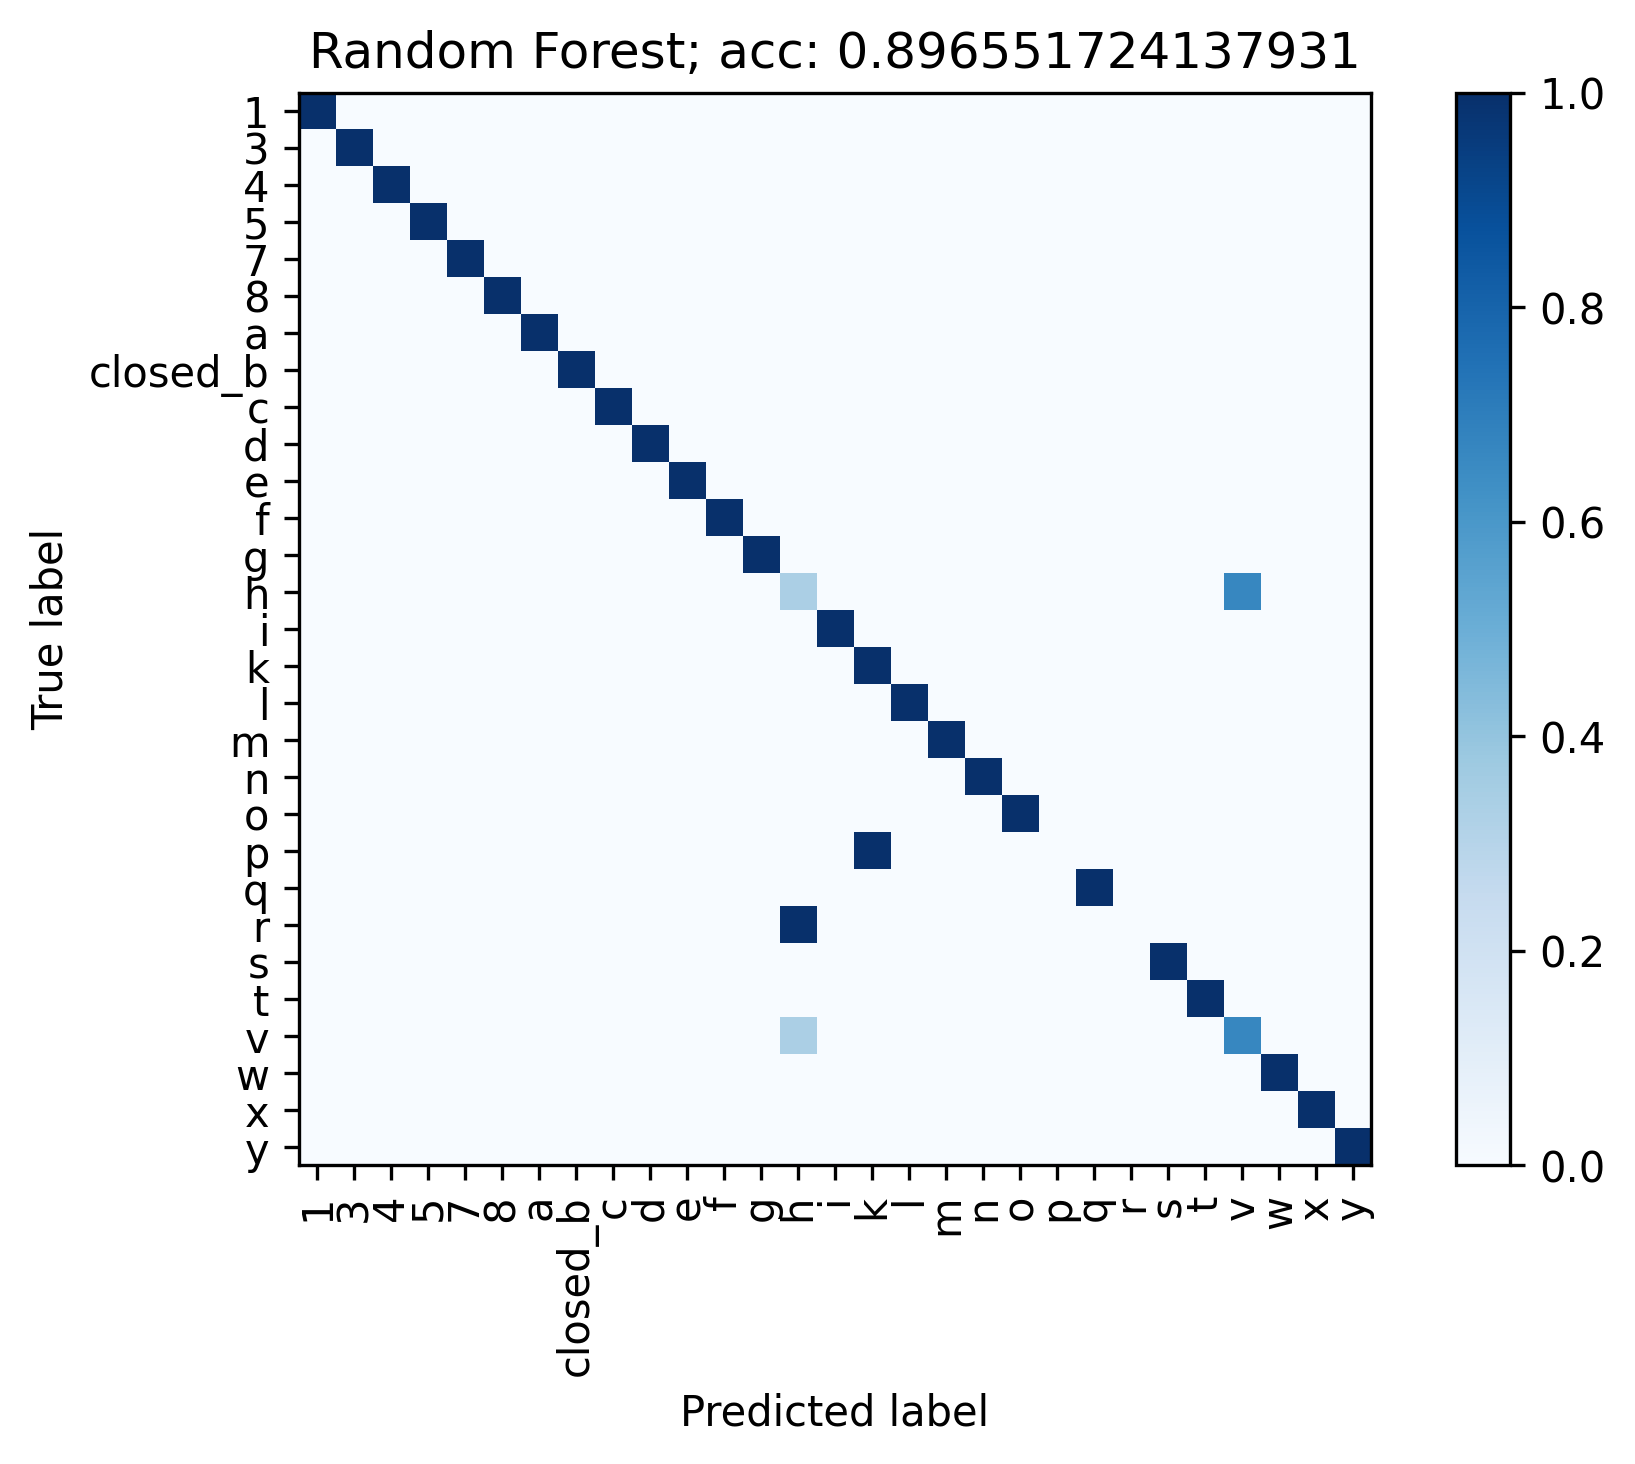 Random Forest; acc: 0.896551724137931
True label
1
3
4
5
7
8
a
closed_b
c
d
e
f
g
h
i
k
l
m
n
o
p
q
r
s
t
v
w
x
y
1 3 4 5 7 8 a closed_b c d e f g h i k l m n o p q r s t v w x y
Predicted label
1.0
0.8
0.6
0.4
0.2
0.0